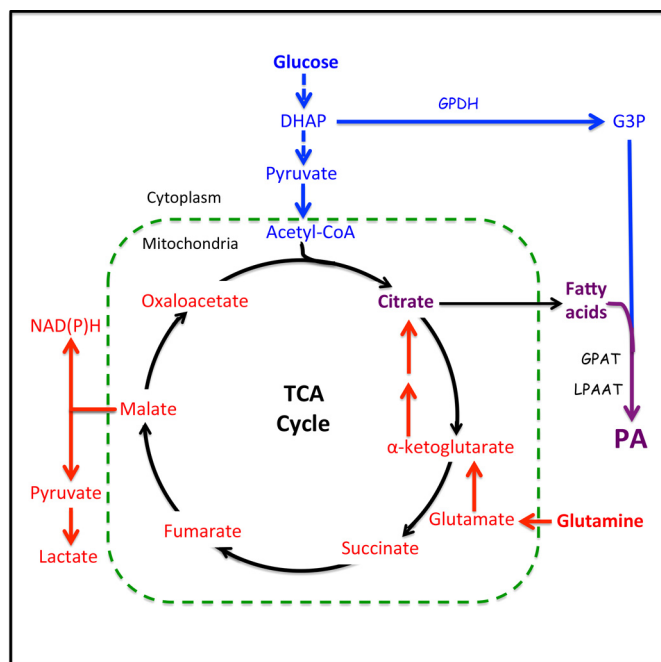 Glucose
GPDH
DHAP
G3P
Pyruvate
Cytoplasm
Acetyl-CoA
Mitochondria
Oxaloacetate
Citrate
Fatty
acids
NAD(P)H
GPAT
TCA
Cycle
LPAAT
Malate
PA
α-ketoglutarate
Pyruvate
Glutamate
Glutamine
Fumarate
Succinate
Lactate